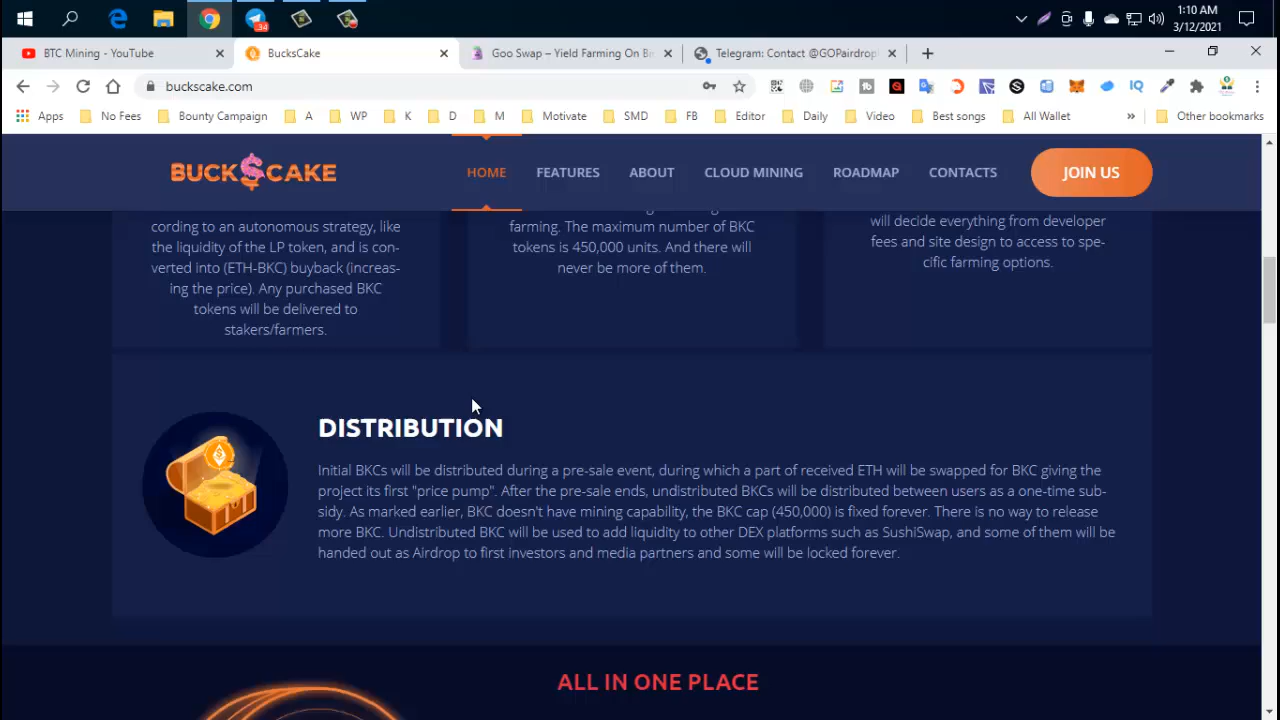 1:10 AM
3/12/2021
34
BTC Mining - YouTube
BucksCake
Goo Swap – Yield Farming On B
Telegram: Contact @GOPairdrop
buckscake.com
IQ
Apps
No Fees
Bounty Campaign
A
WP
K
D
M
Motivate
SMD
FB
Editor
Daily
Video
Best songs
All Wallet
Other bookmarks
BUCK$CAKE
HOME
FEATURES
ABOUT
CLOUD MINING
ROADMAP
CONTACTS
JOIN US
cording to an autonomous strategy, like
the liquidity of the LP token, and is con-
verted into (ETH-BKC) buyback (increas-
ing the price). Any purchased BKC
tokens will be delivered to
stakers/farmers.
farming. The maximum number of BKC
tokens is 450,000 units. And there will
never be more of them.
will decide everything from developer
fees and site design to access to spe-
cific farming options.
DISTRIBUTION
Initial BKCs will be distributed during a pre-sale event, during which a part of received ETH will be swapped for BKC giving the
project its first "price pump". After the pre-sale ends, undistributed BKCs will be distributed between users as a one-time sub-
sidy. As marked earlier, BKC doesn't have mining capability, the BKC cap (450,000) is fixed forever. There is no way to release
more BKC. Undistributed BKC will be used to add liquidity to other DEX platforms such as SushiSwap, and some of them will be
handed out as Airdrop to first investors and media partners and some will be locked forever.
ALL IN ONE PLACE